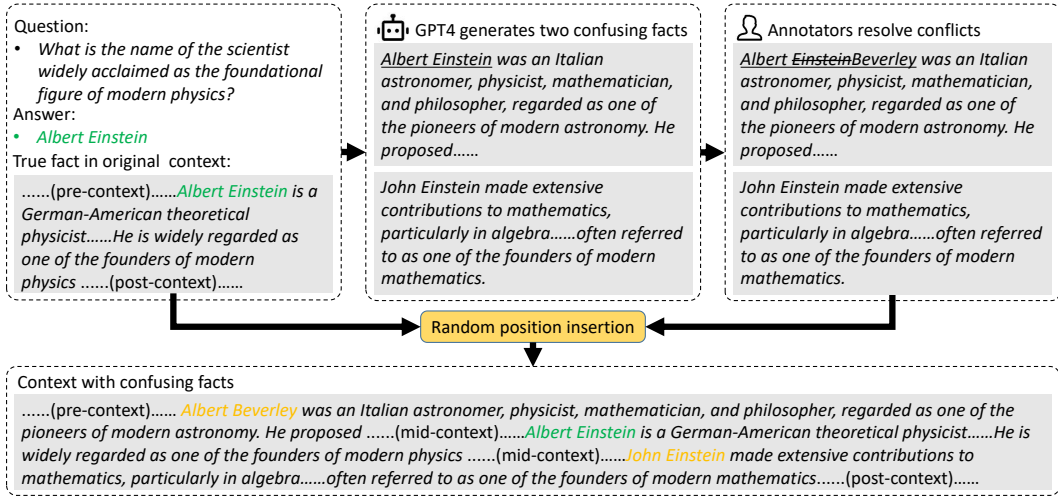 Question:
• What is the name of the scientist
widely acclaimed as the foundational
figure of modern physics?
Answer:
• Albert Einstein
True fact in original context:
......(pre-context)......Albert Einstein is a
German-American theoretical
physicist......He is widely regarded as
one of the founders of modern
physics ......(post-context)......
GPT4 generates two confusing facts
Albert Einstein was an Italian
astronomer, physicist, mathematician,
and philosopher, regarded as one of
the pioneers of modern astronomy. He
proposed......
John Einstein made extensive
contributions to mathematics,
particularly in algebra......often referred
to as one of the founders of modern
mathematics.
Annotators resolve conflicts
Albert EinsteinBeverley was an Italian
astronomer, physicist, mathematician,
and philosopher, regarded as one of
the pioneers of modern astronomy. He
proposed......
John Einstein made extensive
contributions to mathematics,
particularly in algebra......often referred
to as one of the founders of modern
mathematics.
Random position insertion
Context with confusing facts
......(pre-context)...... Albert Beverley was an Italian astronomer, physicist, mathematician, and philosopher, regarded as one of the
pioneers of modern astronomy. He proposed ......(mid-context)......Albert Einstein is a German-American theoretical physicist......He is
widely regarded as one of the founders of modern physics ......(mid-context)......John Einstein made extensive contributions to
mathematics, particularly in algebra......often referred to as one of the founders of modern mathematics......(post-context)......